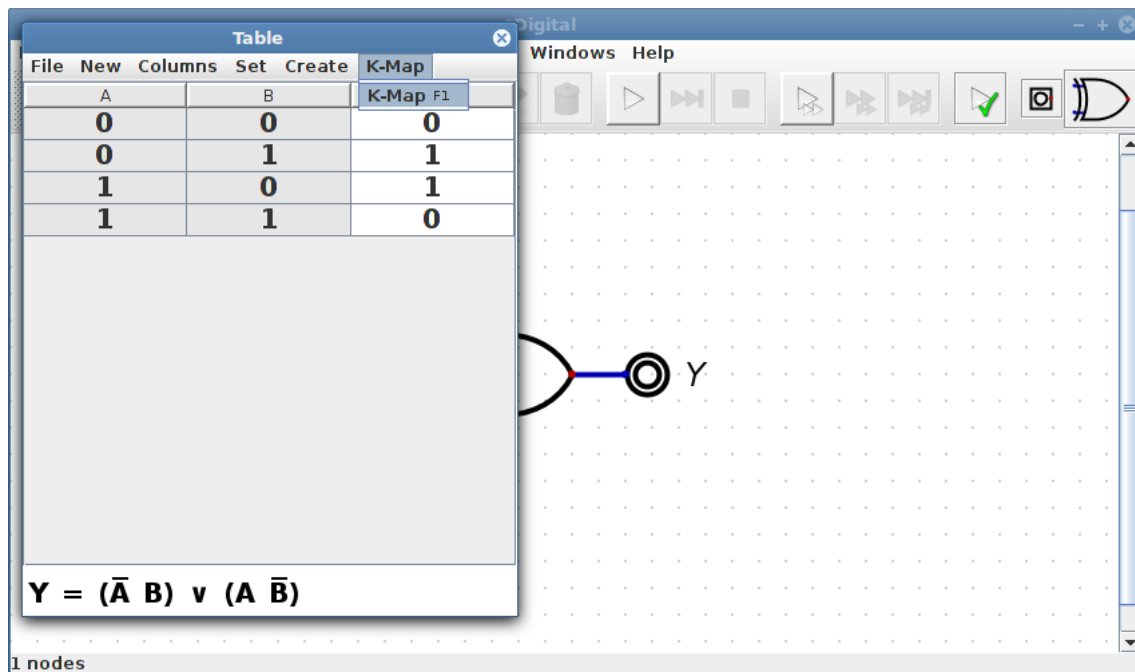 Digital
Table
File New Columns Set Create K-Map
Windows Help
A B
K-Map F1
0 0 0
0 1 1
1 0 1
1 1 0
Y
Y = (A̅ B) ∨ (A B̅)
1 nodes